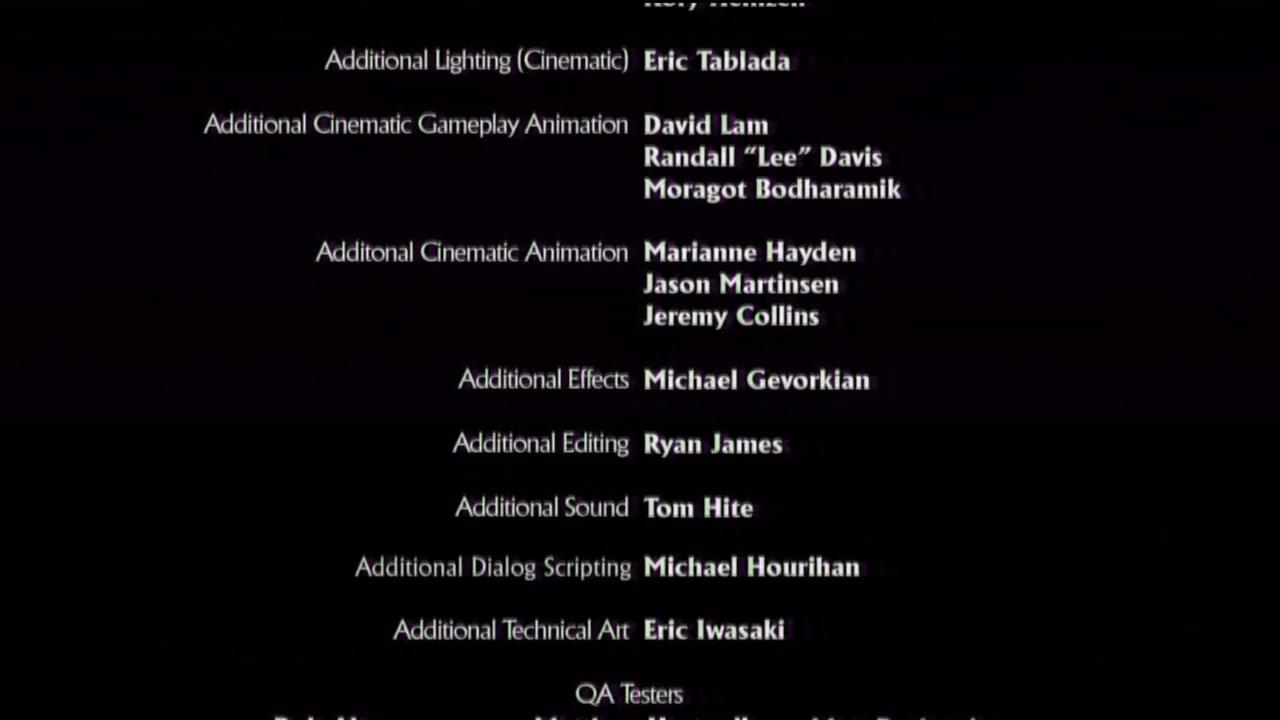 Additional Lighting (Cinematic) Eric Tablada
Additional Cinematic Gameplay Animation David Lam
Randall “Lee” Davis
Moragot Bodharamik
Additonal Cinematic Animation Marianne Hayden
Jason Martinsen
Jeremy Collins
Additional Effects Michael Gevorkian
Additional Editing Ryan James
Additional Sound Tom Hite
Additional Dialog Scripting Michael Hourihan
Additional Technical Art Eric Iwasaki
QA Testers